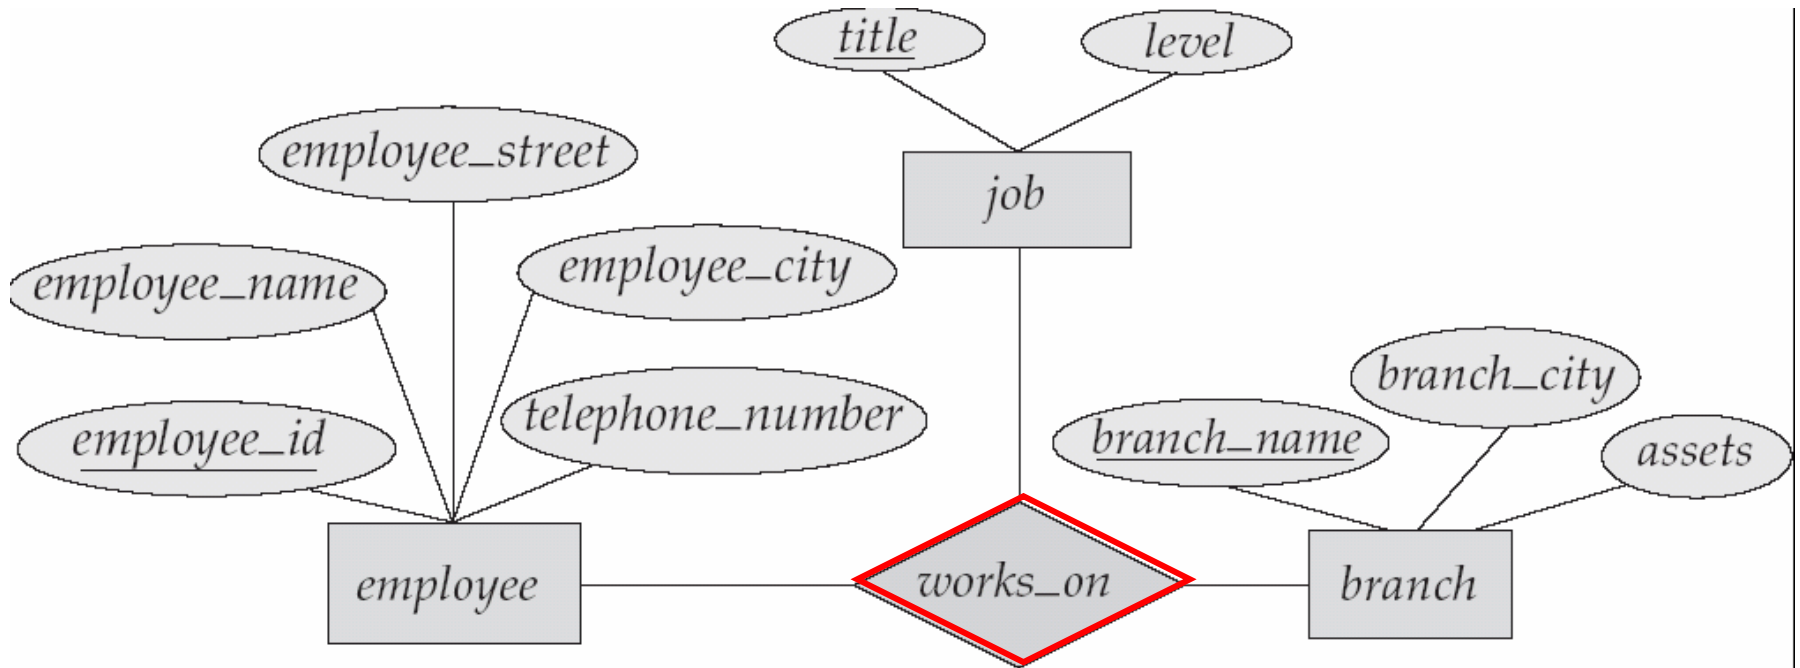 title
level
employee_street
job
employee_name
employee_city
branch_city
employee_id
telephone_number
branch_name
assets
employee
works_on
branch